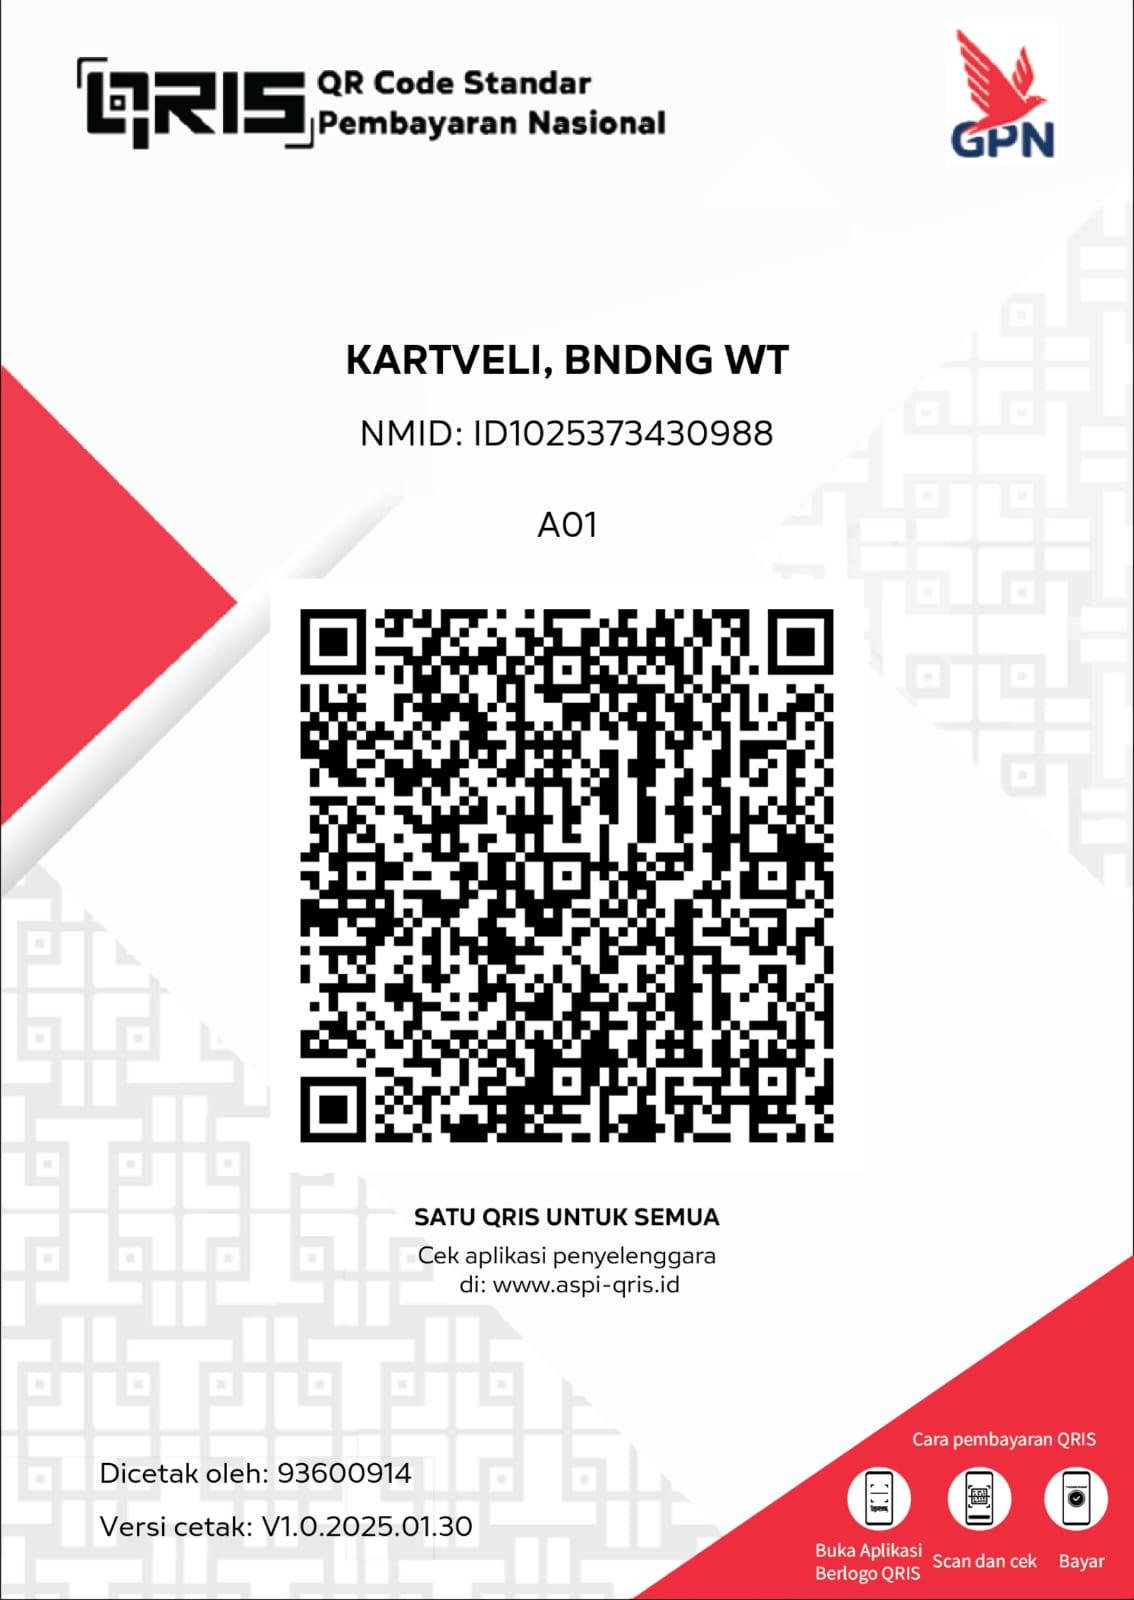 QRIS QR Code Standar
Pembayaran Nasional
GPN
KARTVELI, BNDNG WT
NMID: ID1025373430988
A01
SATU QRIS UNTUK SEMUA
Cek aplikasi penyelenggara
di: www.aspi-qris.id
Dicetak oleh: 93600914
Versi cetak: V1.0.2025.01.30
Cara pembayaran QRIS
Buka Aplikasi
Berlogo QRIS
Scan dan cek
Bayar